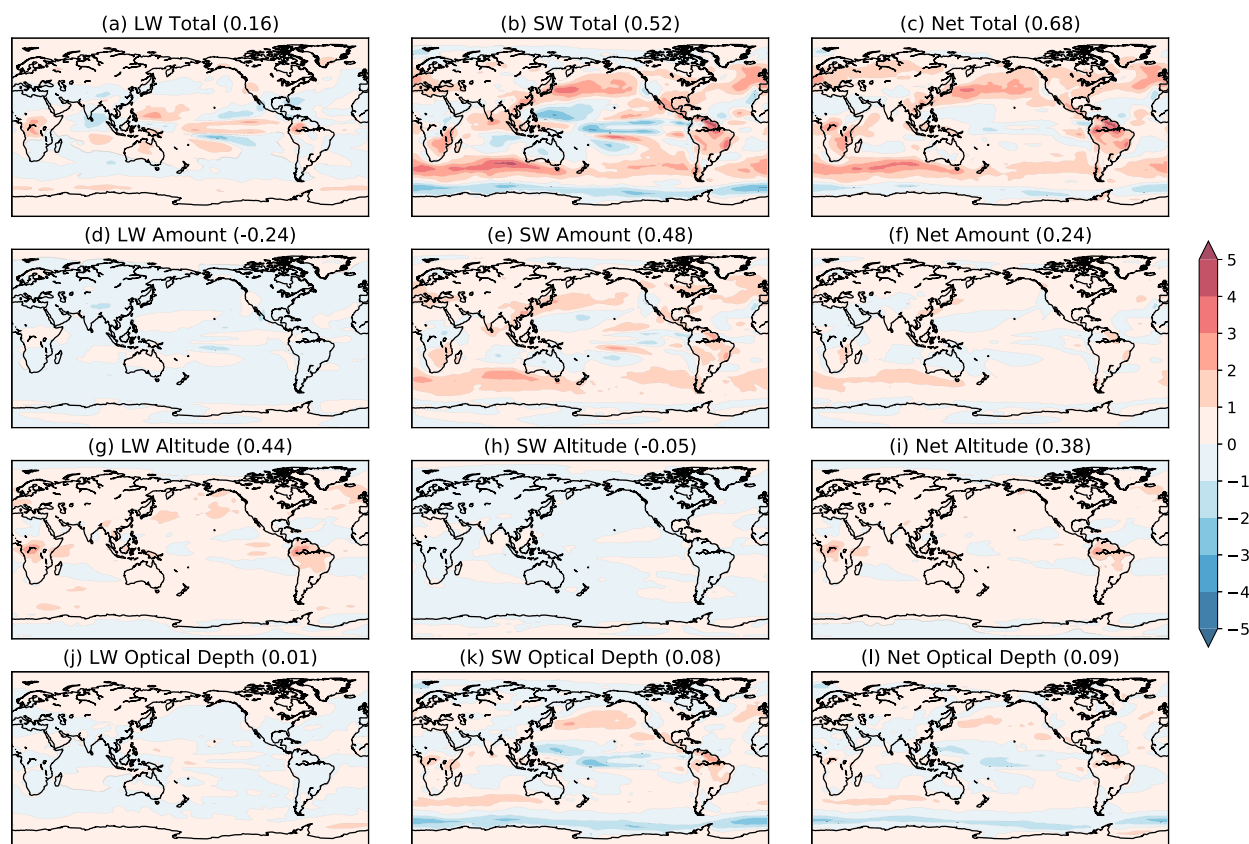 (a) LW Total (0.16)
(b) SW Total (0.52)
(c) Net Total (0.68)
(d) LW Amount (-0.24)
(e) SW Amount (0.48)
(f) Net Amount (0.24)
(g) LW Altitude (0.44)
(h) SW Altitude (-0.05)
(i) Net Altitude (0.38)
(j) LW Optical Depth (0.01)
(k) SW Optical Depth (0.08)
(l) Net Optical Depth (0.09)
5
4
3
2
1
0
−1
−2
−3
−4
−5